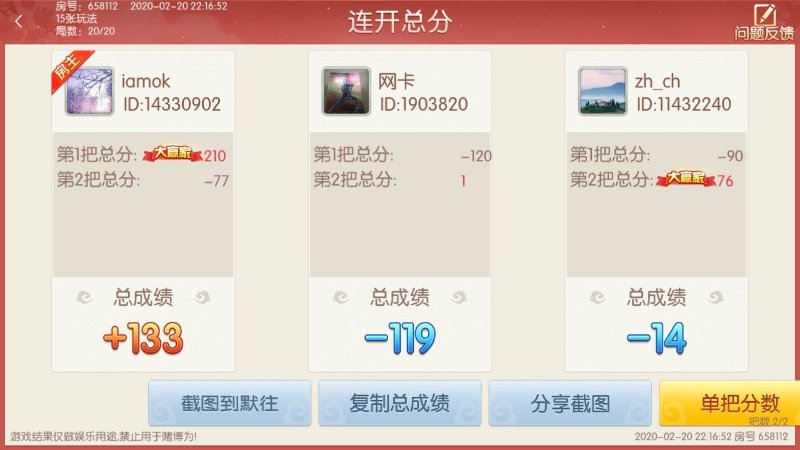 房号: 658112 2020-02-20 22:16:52
15张玩法
局数: 20/20
连开总分
问题反馈
房主
iamok
ID:14330902
第1把总分: 大赢家 210
第2把总分: -77
总成绩
+133
网卡
ID:1903820
第1把总分: -120
第2把总分: 1
总成绩
-119
zh_ch
ID:11432240
第1把总分: -90
第2把总分: 大赢家 76
总成绩
-14
截图到默往
复制总成绩
分享截图
单把分数
把数:2/2
游戏结果仅做娱乐用途,禁止用于赌博为!
2020-02-20 22:16:52 房号 658112